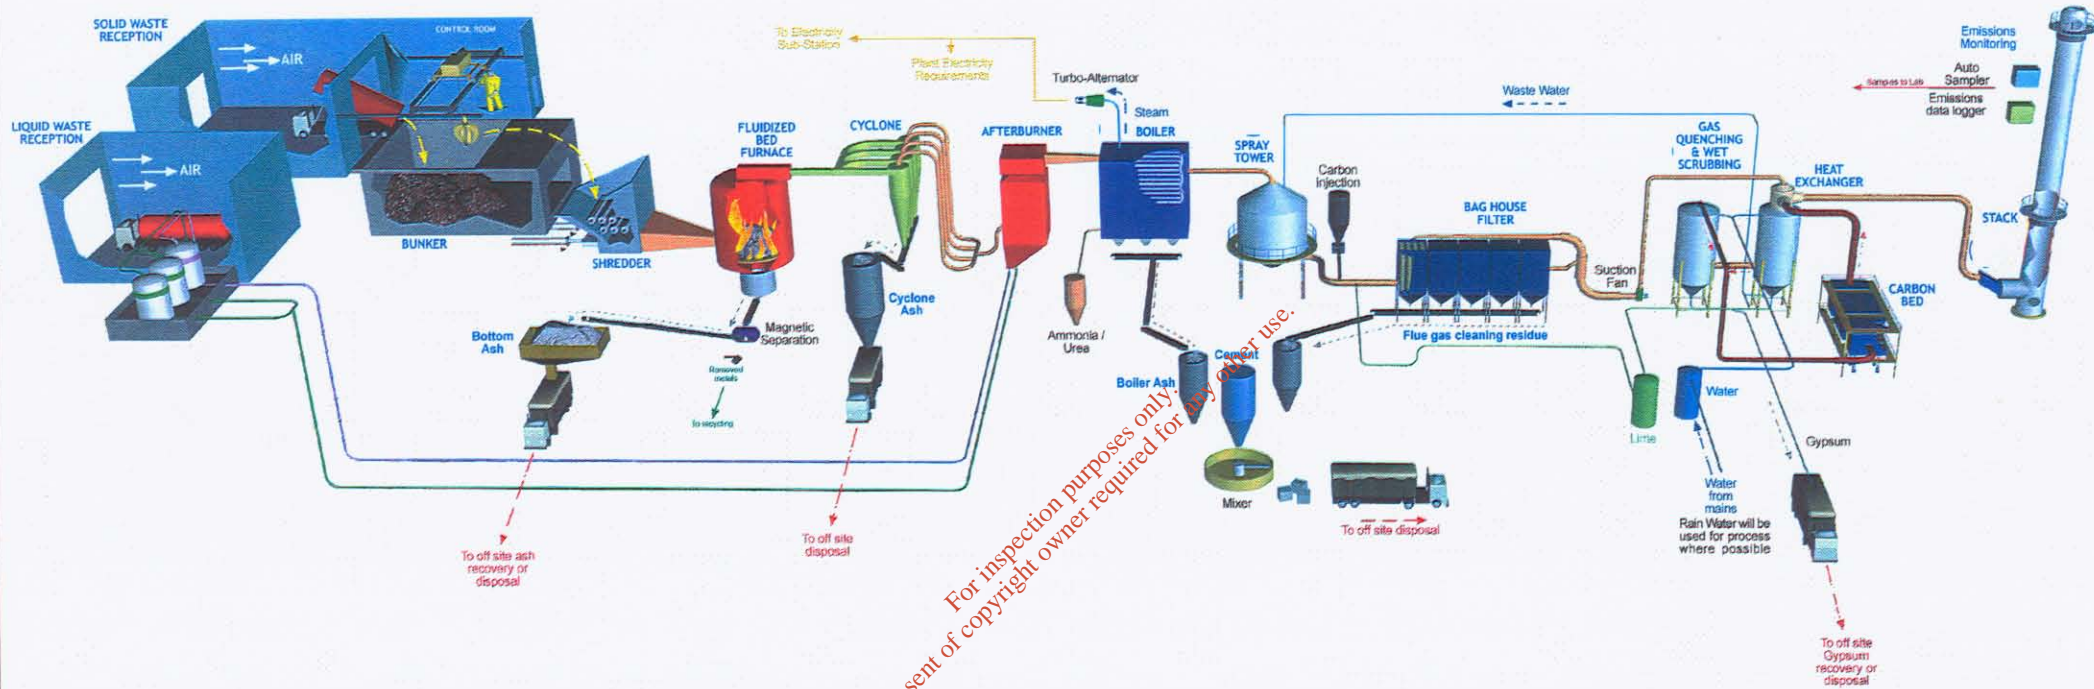 SOLID WASTE
RECEPTION
AIR
CONTROL ROOM
LIQUID WASTE
RECEPTION
AIR
BUNKER
SHREDDER
FLUIDIZED
BED
FURNACE
CYCLONE
Cyclone
Ash
Bottom
Ash
Magnetic
Separation
Removed
metals
To recycling
To off site ash
recovery or
disposal
To off site
disposal
To Electricity
Sub-Station
Plant Electricity
Requirements
Turbo-Alternator
Steam
AFTERBURNER
BOILER
Ammonia /
Urea
Boiler Ash
Cement
Mixer
To off site disposal
SPRAY
TOWER
Carbon
Injection
Waste Water
BAG HOUSE
FILTER
Flue gas cleaning residue
Suction
Fan
GAS
QUENCHING
& WET
SCRUBBING
HEAT
EXCHANGER
CARBON
BED
STACK
Emissions
Monitoring
Auto
Sampler
Samples to Lab
Emissions
data logger
Lime
Water
Water
from
mains
Rain Water will be
used for process
where possible
Gypsum
To off site
Gypsum
recovery or
disposal
For inspection purposes only.
sent of copyright owner required for any other use.